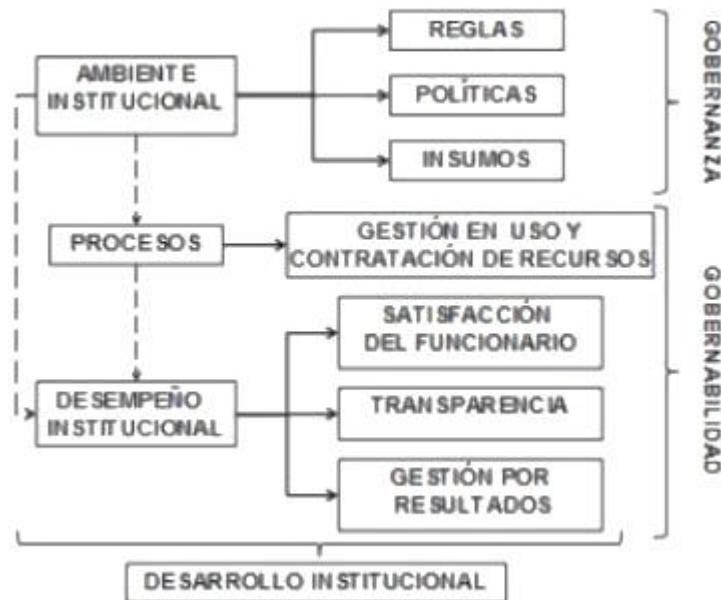 REGLAS
AMBIENTE
INSTITUCIONAL
POLÍTICAS
INSUMOS
GOBERNANZA
PROCESOS
GESTIÓN EN USO Y
CONTRATACIÓN DE RECURSOS
SATISFACCIÓN
DEL FUNCIONARIO
DESEMPEÑO
INSTITUCIONAL
TRANSPARENCIA
GESTIÓN POR
RESULTADOS
GOBERNABILIDAD
DESARROLLO INSTITUCIONAL